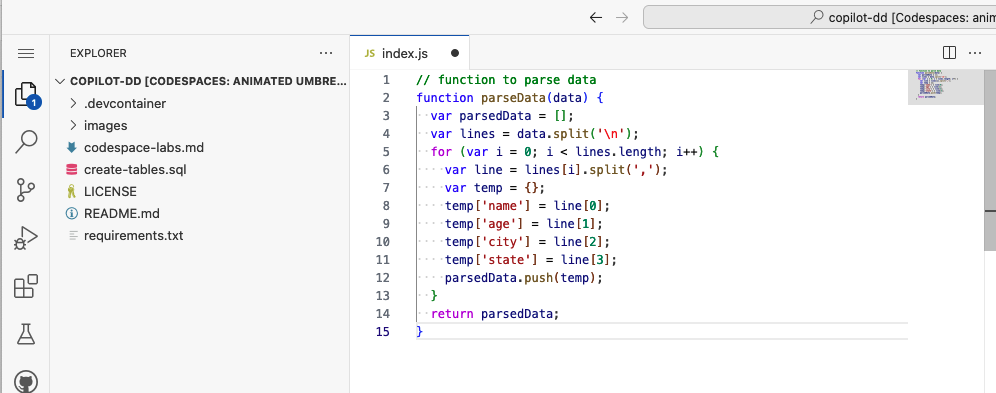 copilot-dd [Codespaces: anim
EXPLORER
JS index.js
COPILOT-DD [CODESPACES: ANIMATED UMBRE...
.devcontainer
images
codespace-labs.md
create-tables.sql
LICENSE
README.md
requirements.txt
1
1 // function to parse data
2 function parseData(data) {
3 var parsedData = [];
4 var lines = data.split('\n');
5 for (var i = 0; i < lines.length; i++) {
6 var line = lines[i].split(',');
7 var temp = {};
8 temp['name'] = line[0];
9 temp['age'] = line[1];
10 temp['city'] = line[2];
11 temp['state'] = line[3];
12 parsedData.push(temp);
13 }
14 return parsedData;
15 }